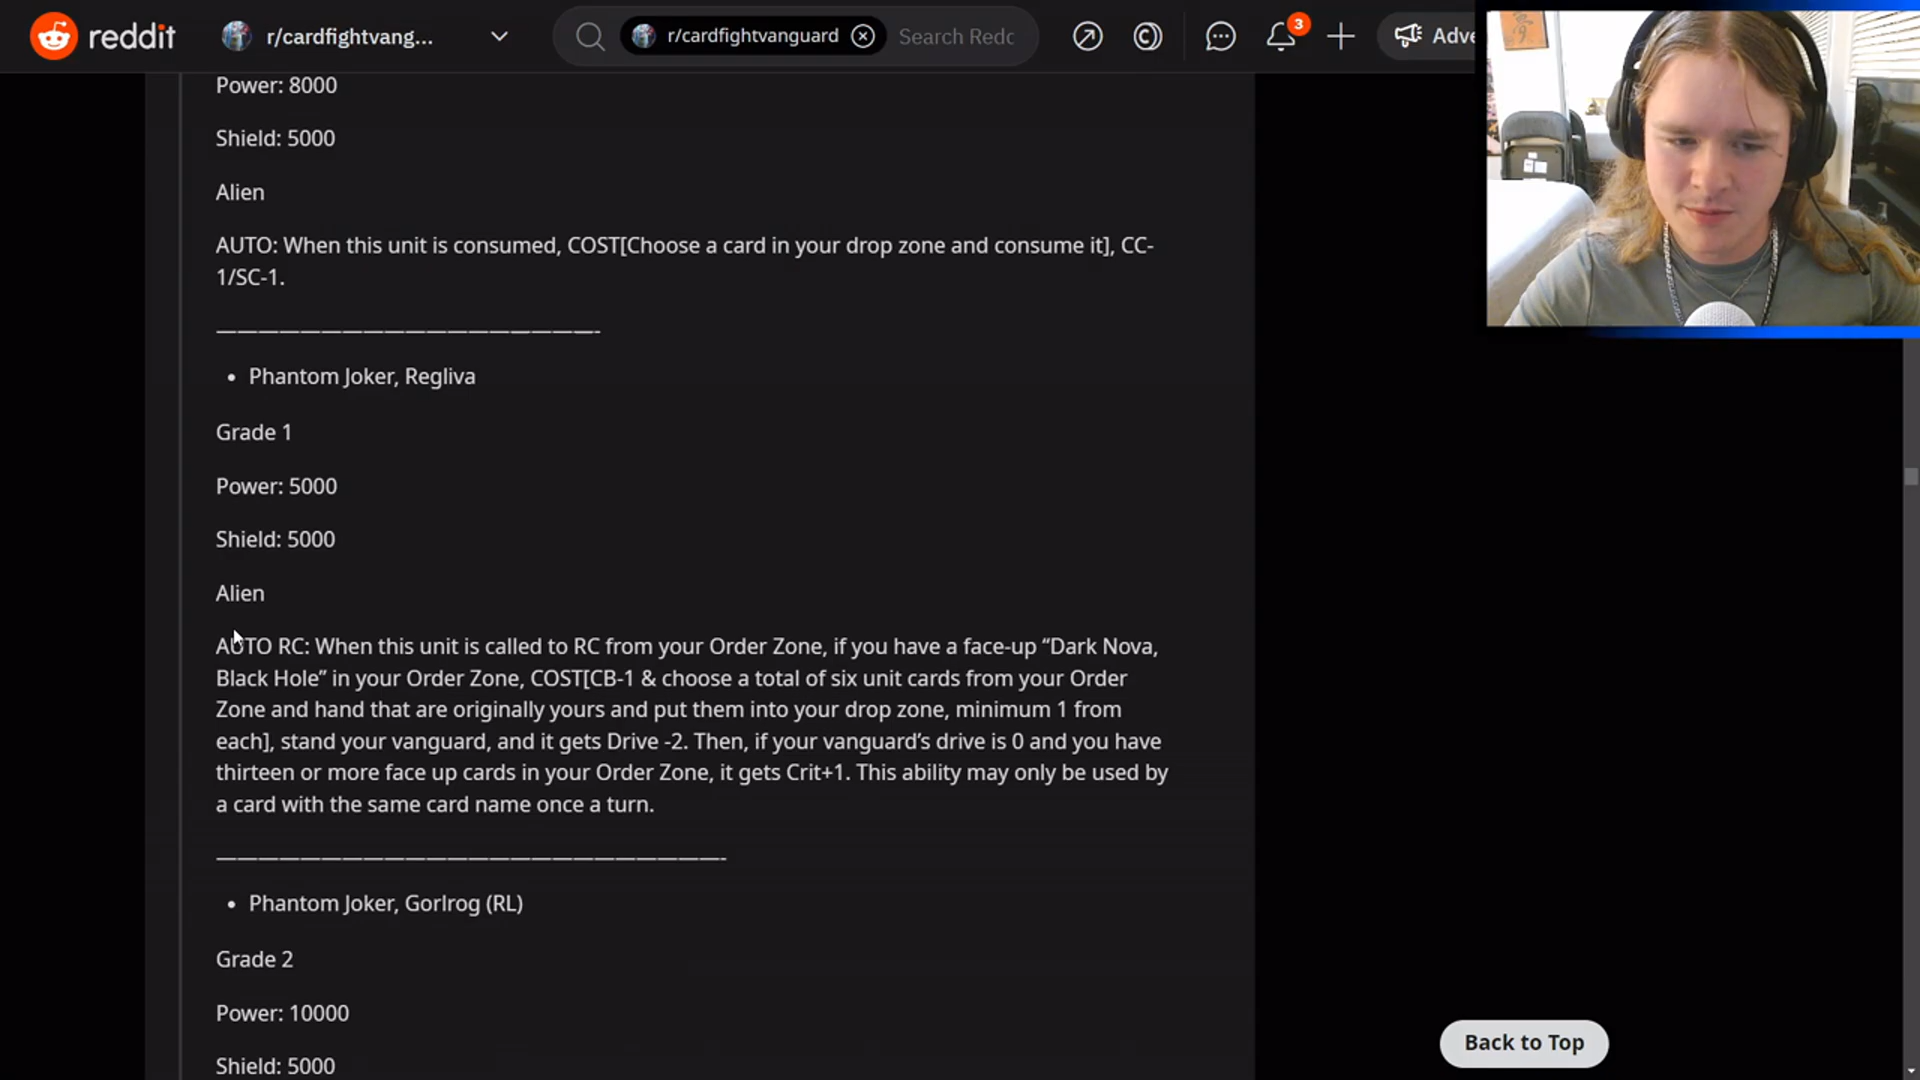 reddit
r/cardfightvang...
r/cardfightvanguard
Search Redc
3
Adve
Power: 8000
Shield: 5000
Alien
AUTO: When this unit is consumed, COST[Choose a card in your drop zone and consume it], CC-
1/SC-1.
——————————————————-
• Phantom Joker, Regliva
Grade 1
Power: 5000
Shield: 5000
Alien
AUTO RC: When this unit is called to RC from your Order Zone, if you have a face-up “Dark Nova,
Black Hole” in your Order Zone, COST[CB-1 & choose a total of six unit cards from your Order
Zone and hand that are originally yours and put them into your drop zone, minimum 1 from
each], stand your vanguard, and it gets Drive -2. Then, if your vanguard’s drive is 0 and you have
thirteen or more face up cards in your Order Zone, it gets Crit+1. This ability may only be used by
a card with the same card name once a turn.
————————————————————————-
• Phantom Joker, Gorlrog (RL)
Grade 2
Power: 10000
Shield: 5000
Back to Top